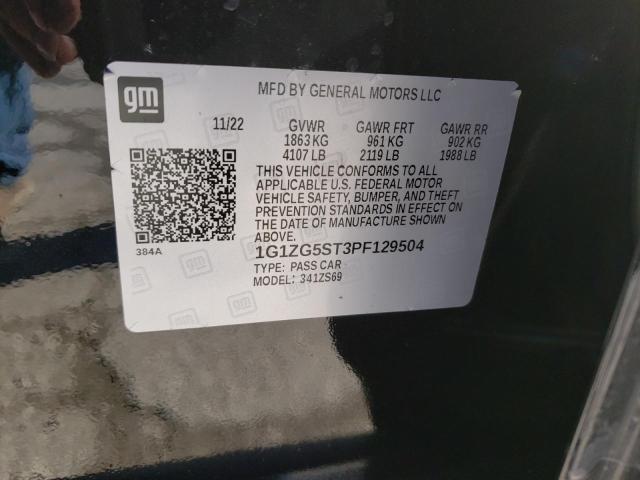 gm
MFD BY GENERAL MOTORS LLC
11/22 GVWR GAWR FRT GAWR RR
1863 KG 961 KG 902 KG
4107 LB 2119 LB 1988 LB
THIS VEHICLE CONFORMS TO ALL
APPLICABLE U.S. FEDERAL MOTOR
VEHICLE SAFETY, BUMPER, AND THEFT
PREVENTION STANDARDS IN EFFECT ON
THE DATE OF MANUFACTURE SHOWN
ABOVE.
384A
1G1ZG5ST3PF129504
TYPE: PASS CAR
MODEL: 341ZS69